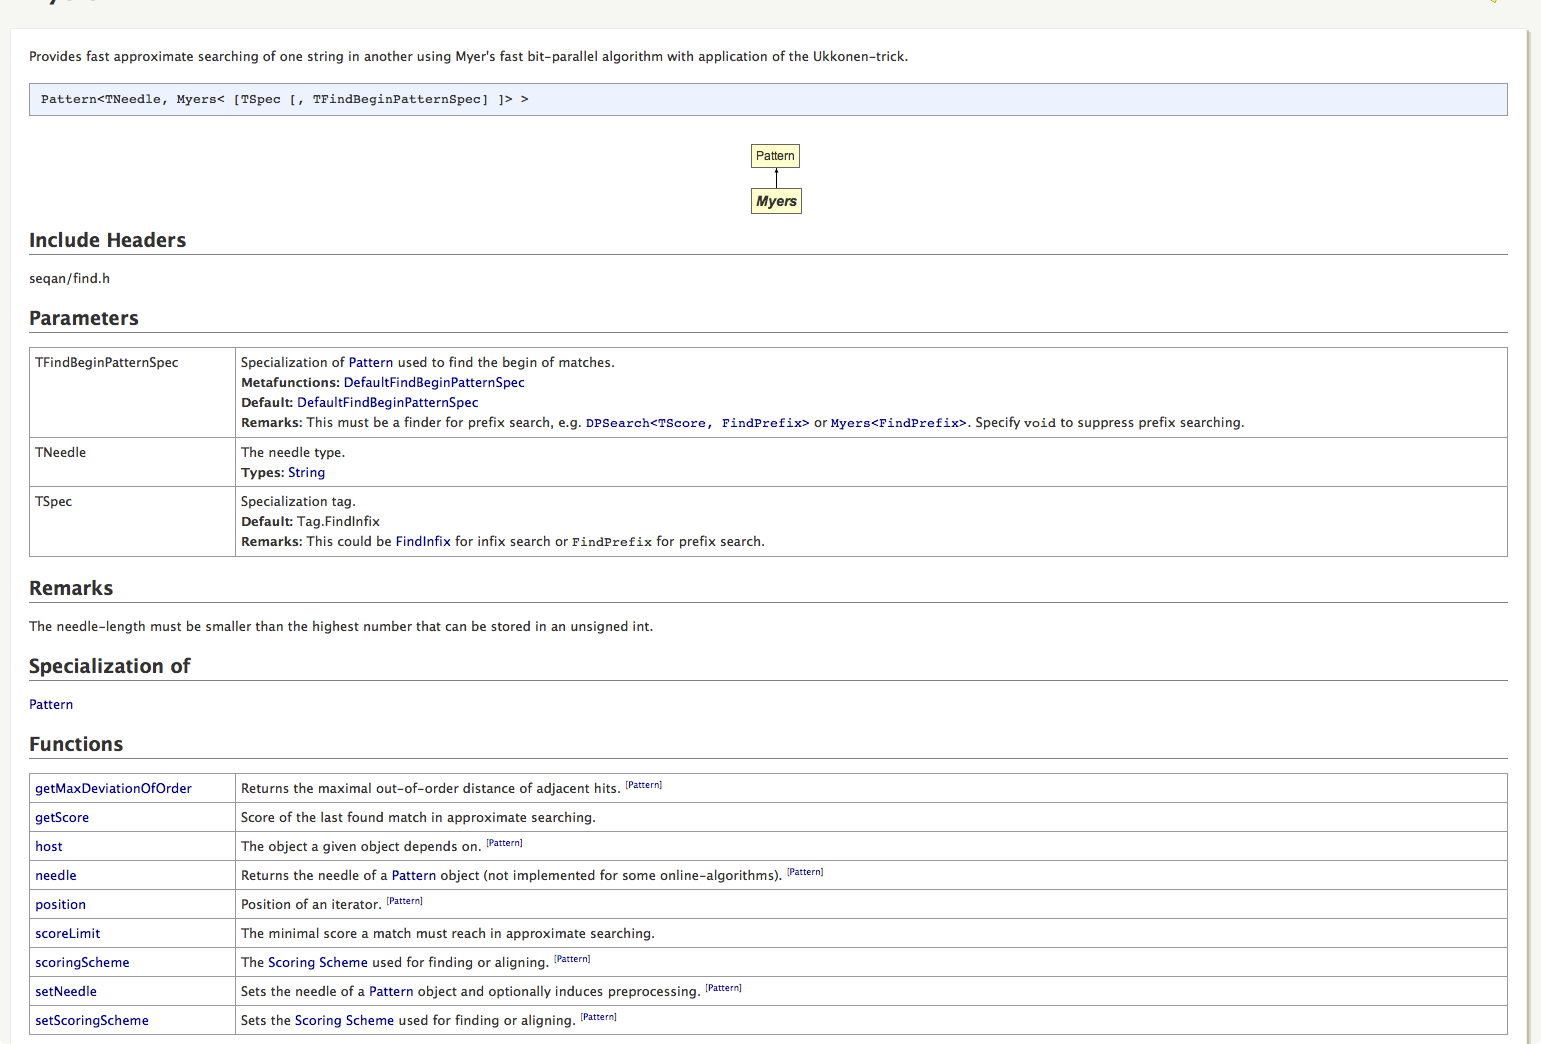 Provides fast approximate searching of one string in another using Myer's fast bit-parallel algorithm with application of the Ukkonen-trick.
Pattern<TNeedle, Myers< [TSpec [, TFindBeginPatternSpec] ]> >
Pattern
Myers
Include Headers
seqan/find.h
Parameters
TFindBeginPatternSpec
Specialization of Pattern used to find the begin of matches.
Metafunctions: DefaultFindBeginPatternSpec
Default: DefaultFindBeginPatternSpec
Remarks: This must be a finder for prefix search, e.g. DPSearch<TScore, FindPrefix> or Myers<FindPrefix>. Specify void to suppress prefix searching.
TNeedle
The needle type.
Types: String
TSpec
Specialization tag.
Default: Tag.FindInfix
Remarks: This could be FindInfix for infix search or FindPrefix for prefix search.
Remarks
The needle-length must be smaller than the highest number that can be stored in an unsigned int.
Specialization of
Pattern
Functions
getMaxDeviationOfOrder Returns the maximal out-of-order distance of adjacent hits. [Pattern]
getScore Score of the last found match in approximate searching.
host The object a given object depends on. [Pattern]
needle Returns the needle of a Pattern object (not implemented for some online-algorithms). [Pattern]
position Position of an iterator. [Pattern]
scoreLimit The minimal score a match must reach in approximate searching.
scoringScheme The Scoring Scheme used for finding or aligning. [Pattern]
setNeedle Sets the needle of a Pattern object and optionally induces preprocessing. [Pattern]
setScoringScheme Sets the Scoring Scheme used for finding or aligning. [Pattern]